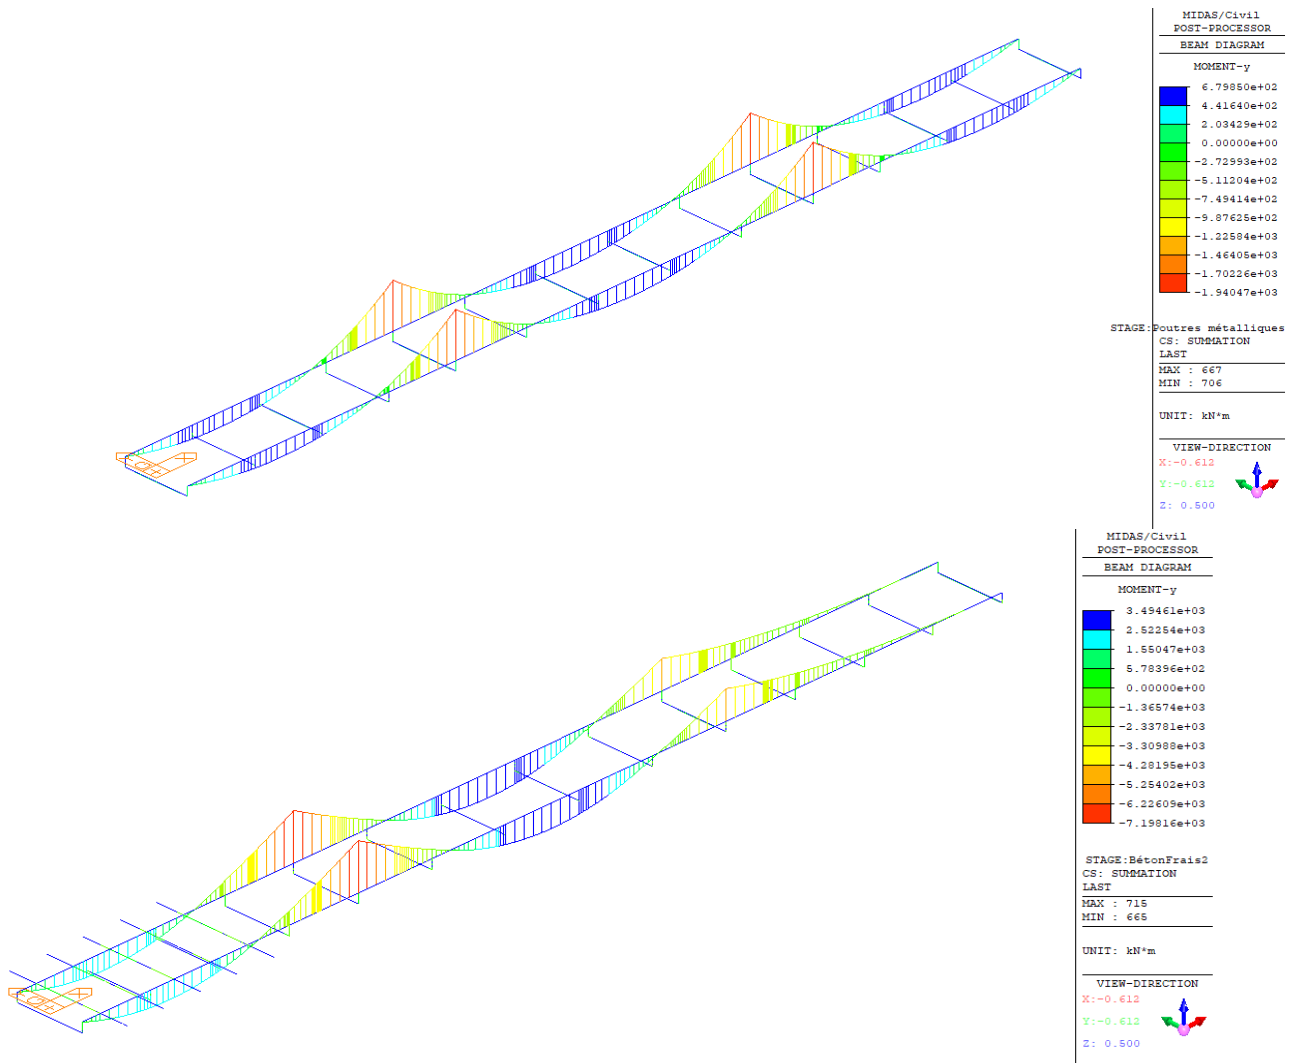 MIDAS/Civil
POST-PROCESSOR
BEAM DIAGRAM
MOMENT-y
6.79850e+02
4.41640e+02
2.03429e+02
0.00000e+00
-2.72993e+02
-5.11204e+02
-7.49414e+02
-9.87625e+02
-1.22584e+03
-1.46405e+03
-1.70226e+03
-1.94047e+03
STAGE:Poutres métalliques
CS: SUMMATION
LAST
MAX : 667
MIN : 706
UNIT: kN*m
VIEW-DIRECTION
X:-0.612
Y:-0.612
Z: 0.500
MIDAS/Civil
POST-PROCESSOR
BEAM DIAGRAM
MOMENT-y
3.49461e+03
2.52254e+03
1.55047e+03
5.78396e+02
0.00000e+00
-1.36574e+03
-2.33781e+03
-3.30988e+03
-4.28195e+03
-5.25402e+03
-6.22609e+03
-7.19816e+03
STAGE:BétonFrais2
CS: SUMMATION
LAST
MAX : 715
MIN : 665
UNIT: kN*m
VIEW-DIRECTION
X:-0.612
Y:-0.612
Z: 0.500